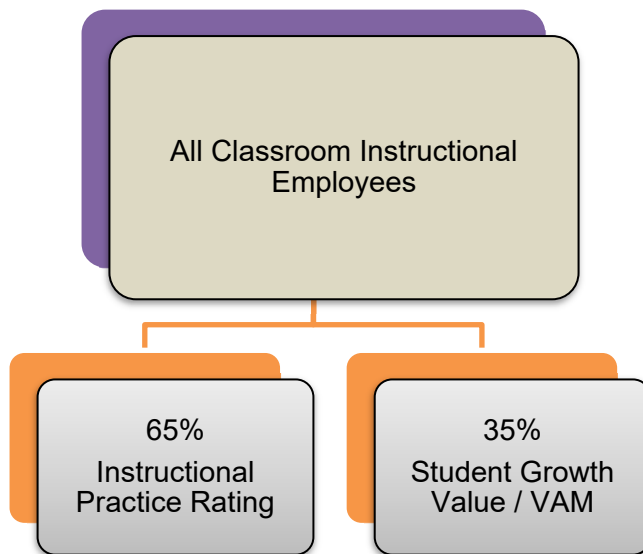 All Classroom Instructional
Employees
65%
Instructional
Practice Rating
35%
Student Growth
Value / VAM